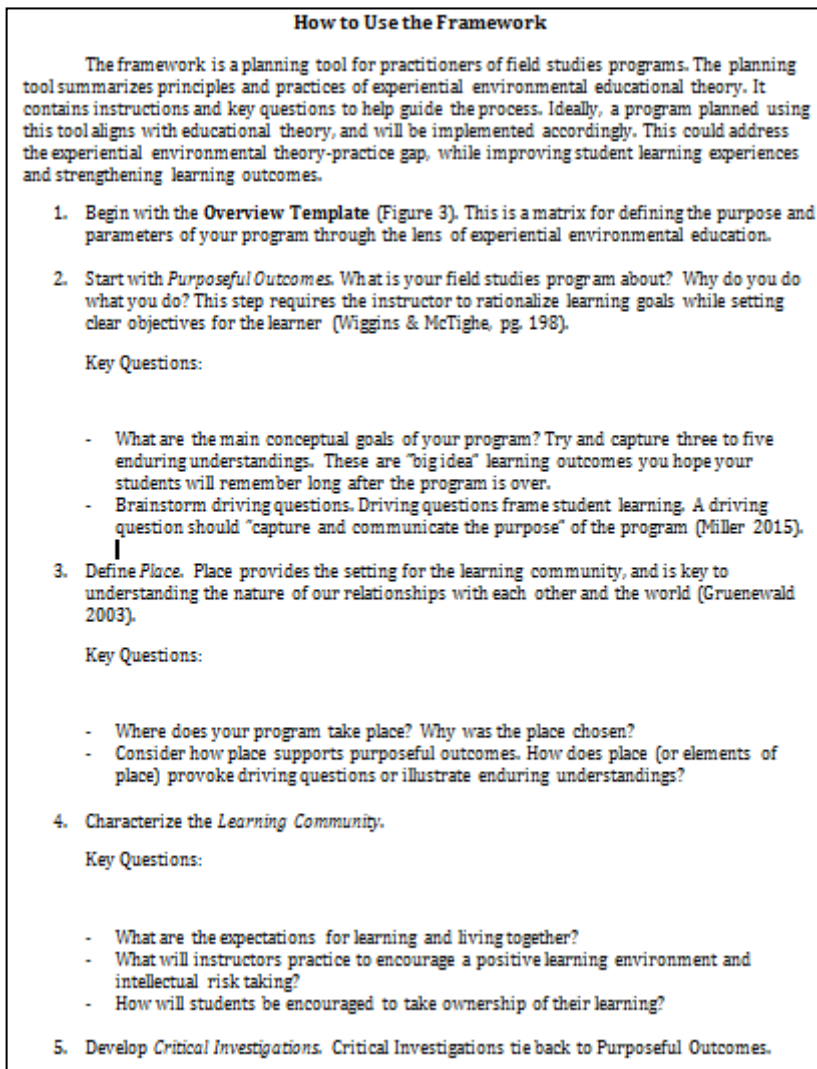 How to Use the Framework
The framework is a planning tool for practitioners of field studies programs. The planning
tool summarizes principles and practices of experiential environmental educational theory. It
contains instructions and key questions to help guide the process. Ideally, a program planned using
this tool aligns with educational theory, and will be implemented accordingly. This could address
the experiential environmental theory-practice gap, while improving student learning experiences
and strengthening learning outcomes.
1. Begin with the Overview Template (Figure 3). This is a matrix for defining the purpose and
parameters of your program through the lens of experiential environmental education.
2. Start with Purposeful Outcomes. What is your field studies program about? Why do you do
what you do? This step requires the instructor to rationalize learning goals while setting
clear objectives for the learner (Wiggins & McTighe, pg. 198).
Key Questions:
- What are the main conceptual goals of your program? Try and capture three to five
enduring understandings. These are "big idea" learning outcomes you hope your
students will remember long after the program is over.
- Brainstorm driving questions. Driving questions frame student learning. A driving
question should "capture and communicate the purpose" of the program (Miller 2015).
3. Define Place. Place provides the setting for the learning community, and is key to
understanding the nature of our relationships with each other and the world (Gruenewald
2003).
Key Questions:
- Where does your program take place? Why was the place chosen?
- Consider how place supports purposeful outcomes. How does place (or elements of
place) provoke driving questions or illustrate enduring understandings?
4. Characterize the Learning Community.
Key Questions:
- What are the expectations for learning and living together?
- What will instructors practice to encourage a positive learning environment and
intellectual risk taking?
- How will students be encouraged to take ownership of their learning?
5. Develop Critical Investigations. Critical Investigations tie back to Purposeful Outcomes.